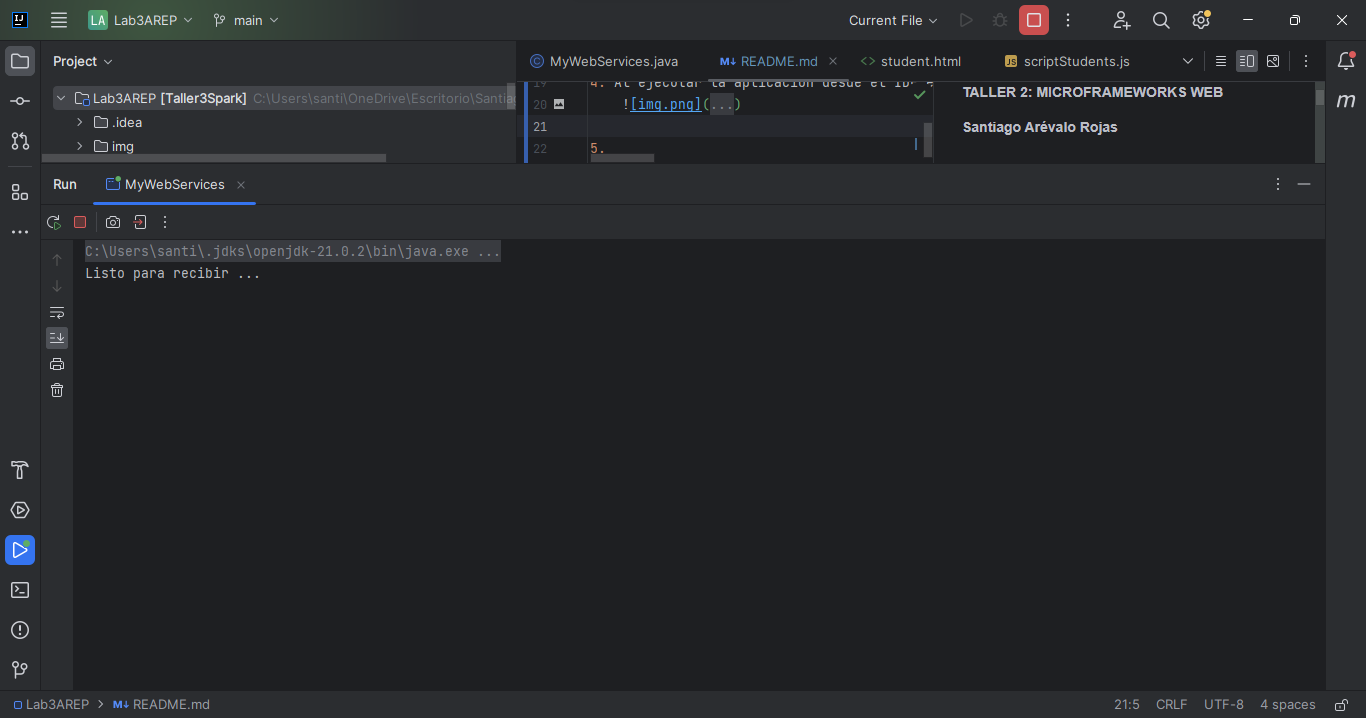 LA Lab3AREP main Current File
Project
MyWebServices.java README.md student.html scriptStudents.js
Lab3AREP [Taller3Spark] C:\Users\santi\OneDrive\Escritorio\Santia
.idea
img
4. Al ejecutar la aplicación desde el ID
20 ![img.png](...)
21
22 5.
TALLER 2: MICROFRAMEWORKS WEB
Santiago Arévalo Rojas
Run MyWebServices
C:\Users\santi\.jdks\openjdk-21.0.2\bin\java.exe ...
Listo para recibir ...
Lab3AREP README.md 21:5 CRLF UTF-8 4 spaces